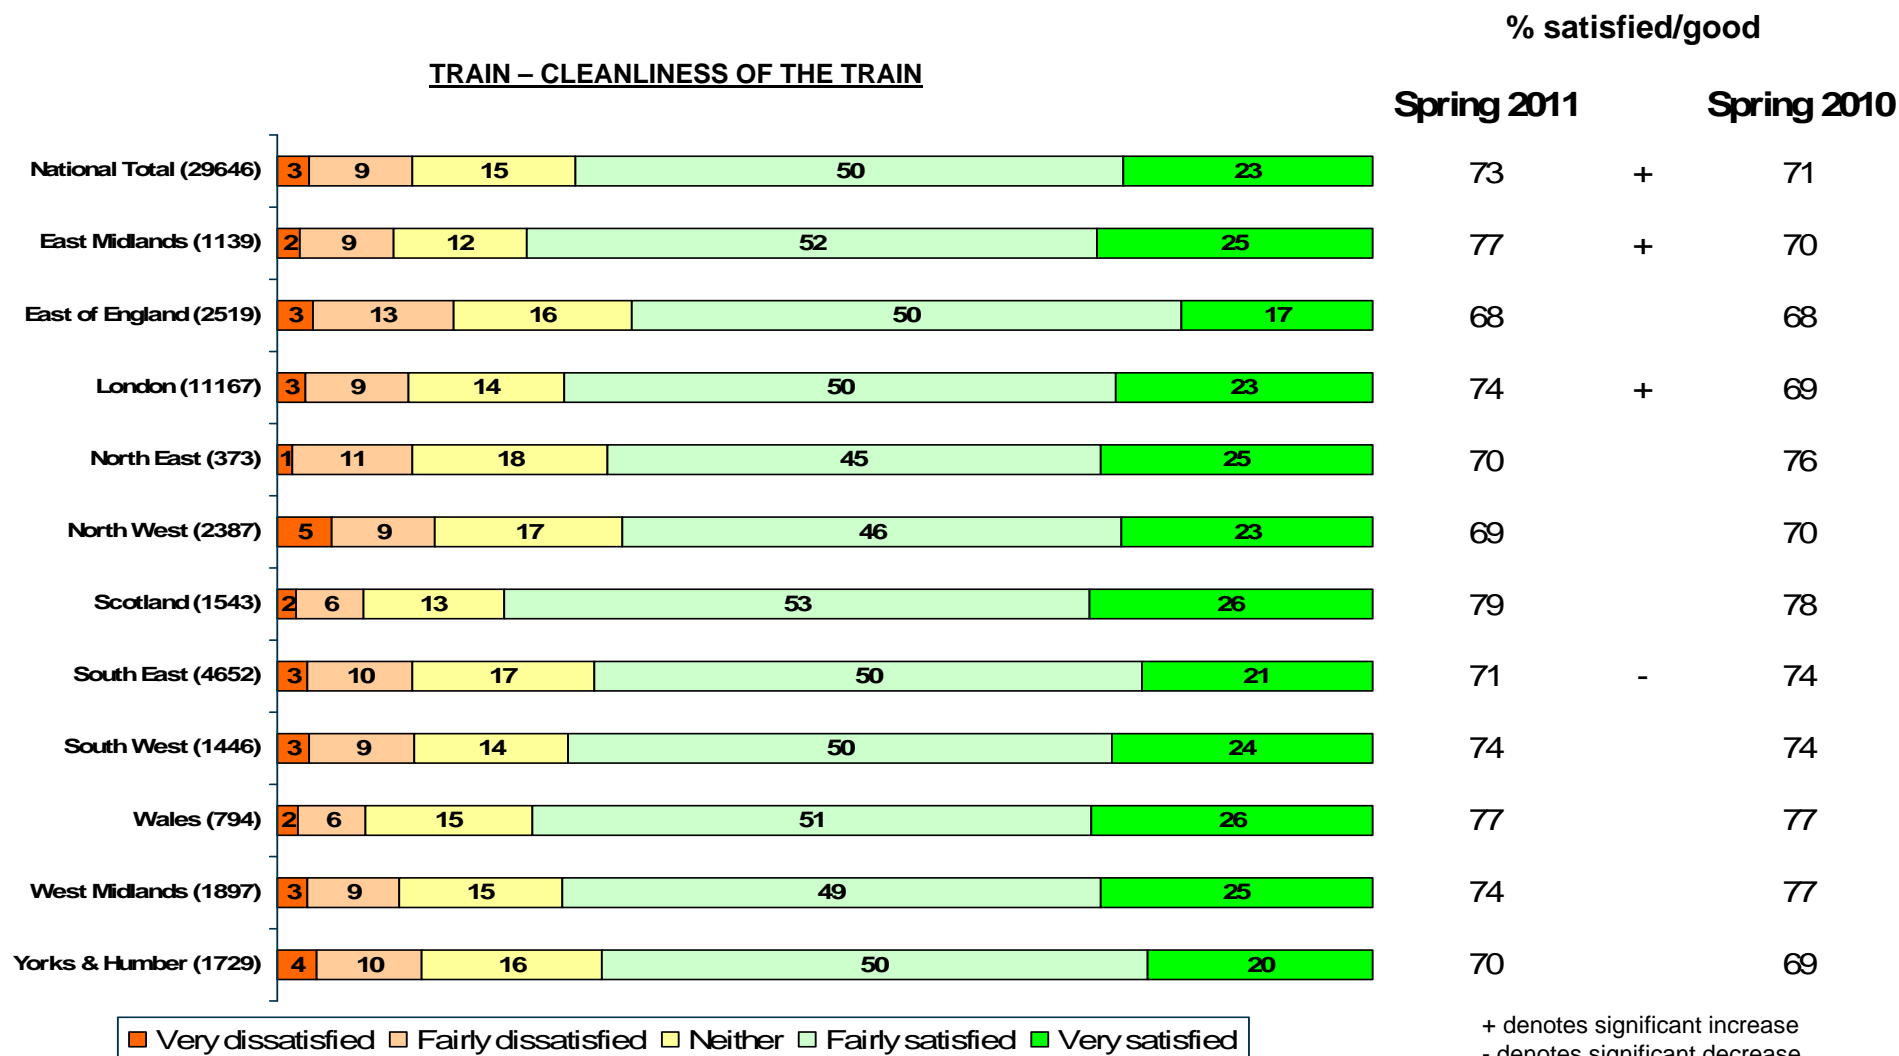 % satisfied/good
TRAIN – CLEANLINESS OF THE TRAIN
Spring 2011 Spring 2010
National Total (29646) 3 9 15 50 23 73 + 71
East Midlands (1139) 2 9 12 52 25 77 + 70
East of England (2519) 3 13 16 50 17 68 68
London (11167) 3 9 14 50 23 74 + 69
North East (373) 1 11 18 45 25 70 76
North West (2387) 5 9 17 46 23 69 70
Scotland (1543) 2 6 13 53 26 79 78
South East (4652) 3 10 17 50 21 71 - 74
South West (1446) 3 9 14 50 24 74 74
Wales (794) 2 6 15 51 26 77 77
West Midlands (1897) 3 9 15 49 25 74 77
Yorks & Humber (1729) 4 10 16 50 20 70 69
Very dissatisfied Fairly dissatisfied Neither Fairly satisfied Very satisfied
+ denotes significant increase
- denotes significant decrease